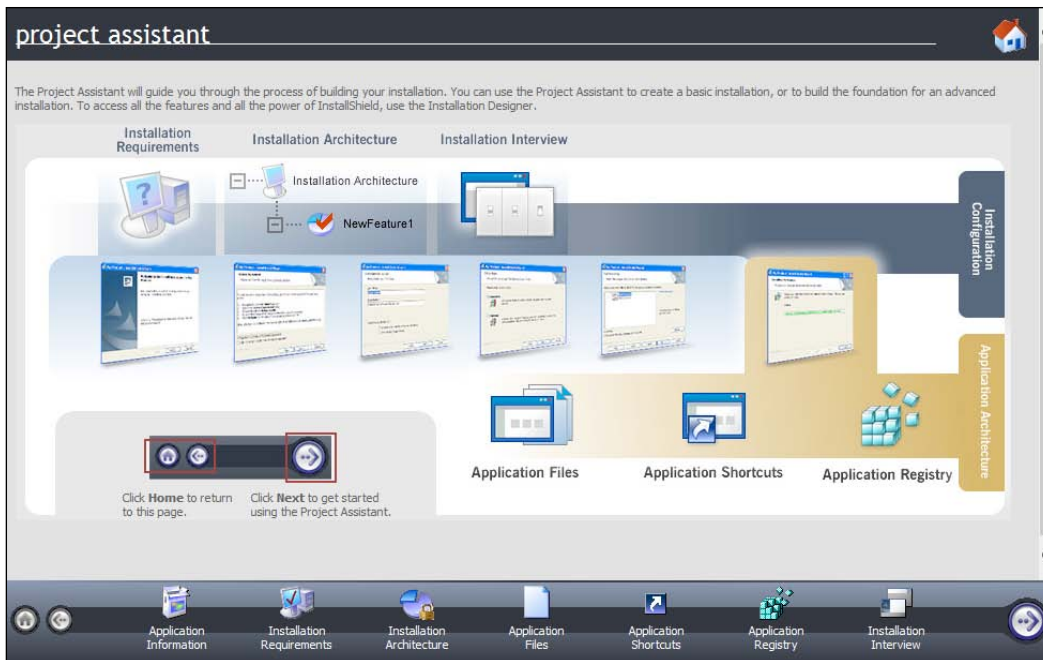 project assistant
The Project Assistant will guide you through the process of building your installation. You can use the Project Assistant to create a basic installation, or to build the foundation for an advanced
installation. To access all the features and all the power of InstallShield, use the Installation Designer.
Installation
Requirements
Installation Architecture
Installation Interview
Installation Architecture
NewFeature1
Installation
Configuration
Application Architecture
Application Files
Application Shortcuts
Application Registry
Click Home to return
to this page.
Click Next to get started
using the Project Assistant.
Application
Information
Installation
Requirements
Installation
Architecture
Application
Files
Application
Shortcuts
Application
Registry
Installation
Interview